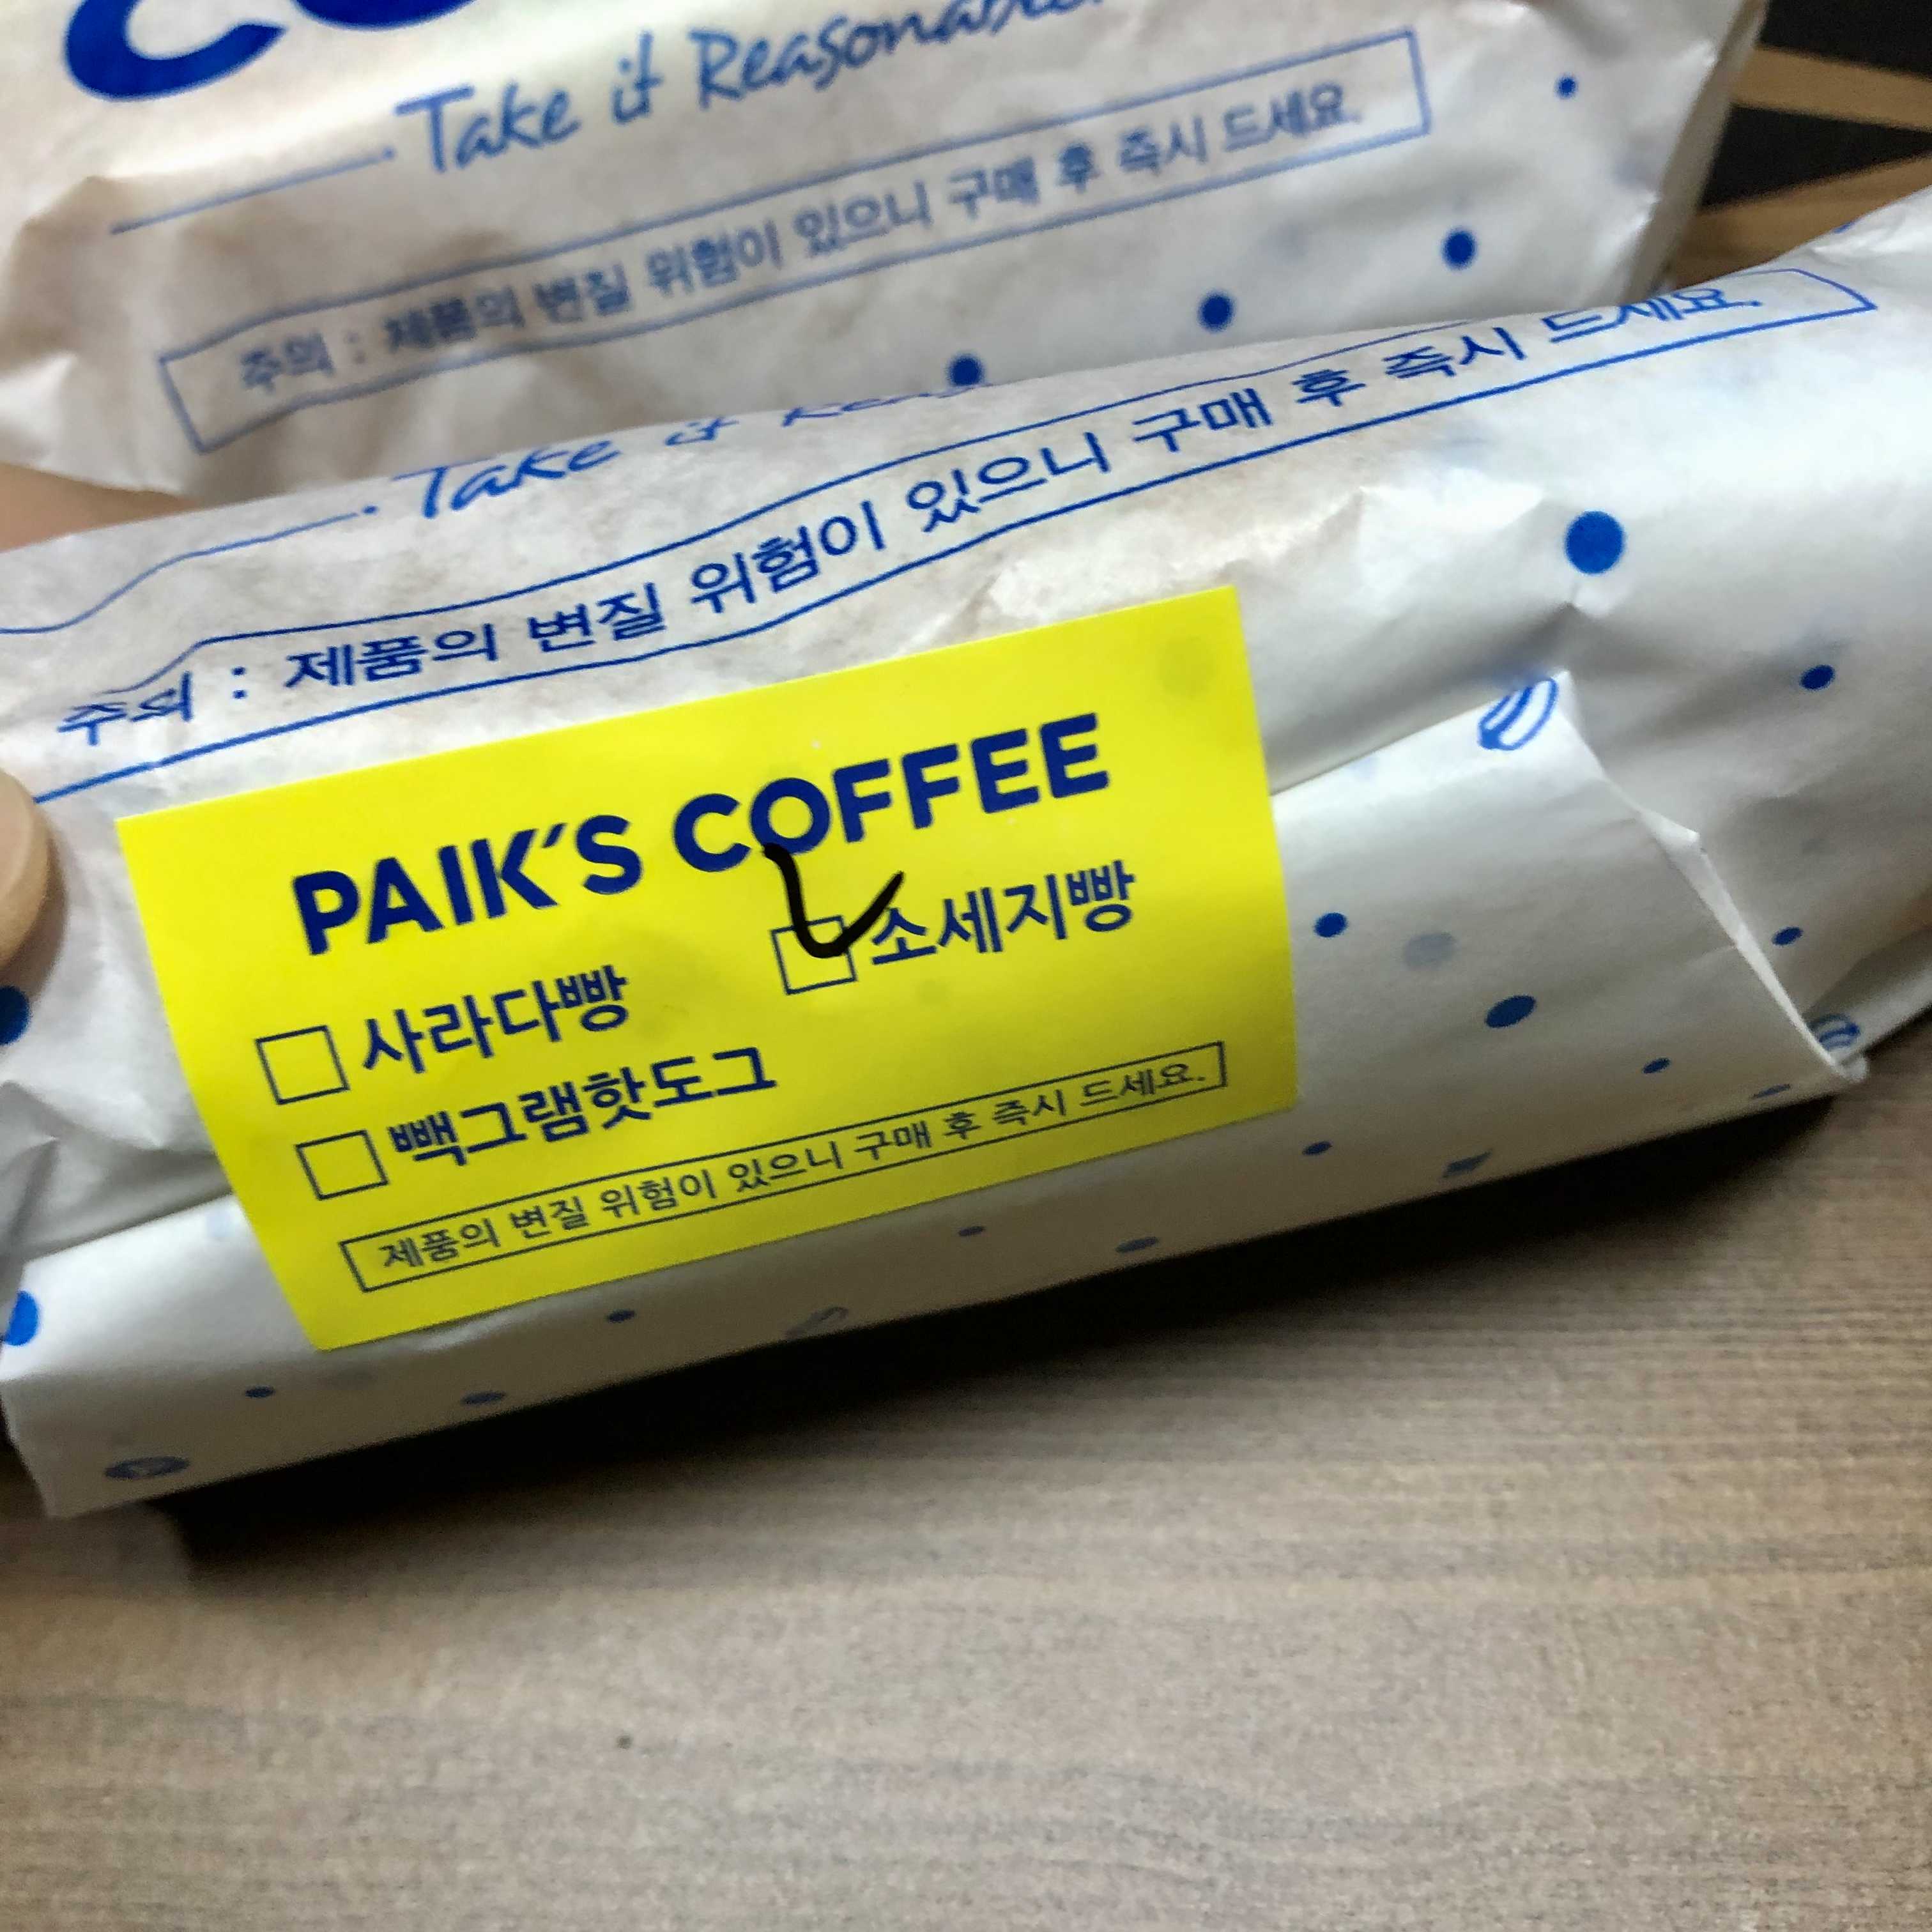 Take it
주의 : 제품의 변질 위험이 있으니 구매 후 즉시 드세요.
Take it
주의 : 제품의 변질 위험이 있으니 구매 후 즉시 드세요.
PAIK'S COFFEE
사라다빵 소세지빵
빽그램핫도그
제품의 변질 위험이 있으니 구매 후 즉시 드세요.